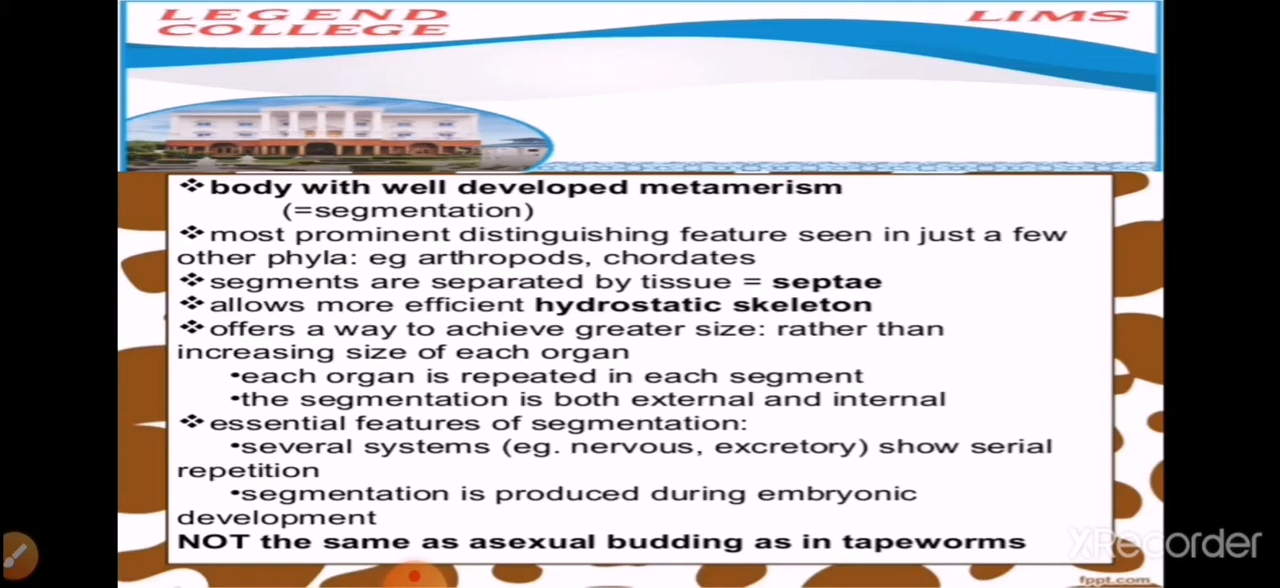 LEGEND
COLLEGE
LIMS
❖body with well developed metamerism
(=segmentation)
❖most prominent distinguishing feature seen in just a few
other phyla: eg arthropods, chordates
❖segments are separated by tissue = septae
❖allows more efficient hydrostatic skeleton
❖offers a way to achieve greater size: rather than
increasing size of each organ
•each organ is repeated in each segment
•the segmentation is both external and internal
❖essential features of segmentation:
•several systems (eg. nervous, excretory) show serial
repetition
•segmentation is produced during embryonic
development
NOT the same as asexual budding as in tapeworms
XRecorder
fppt.com